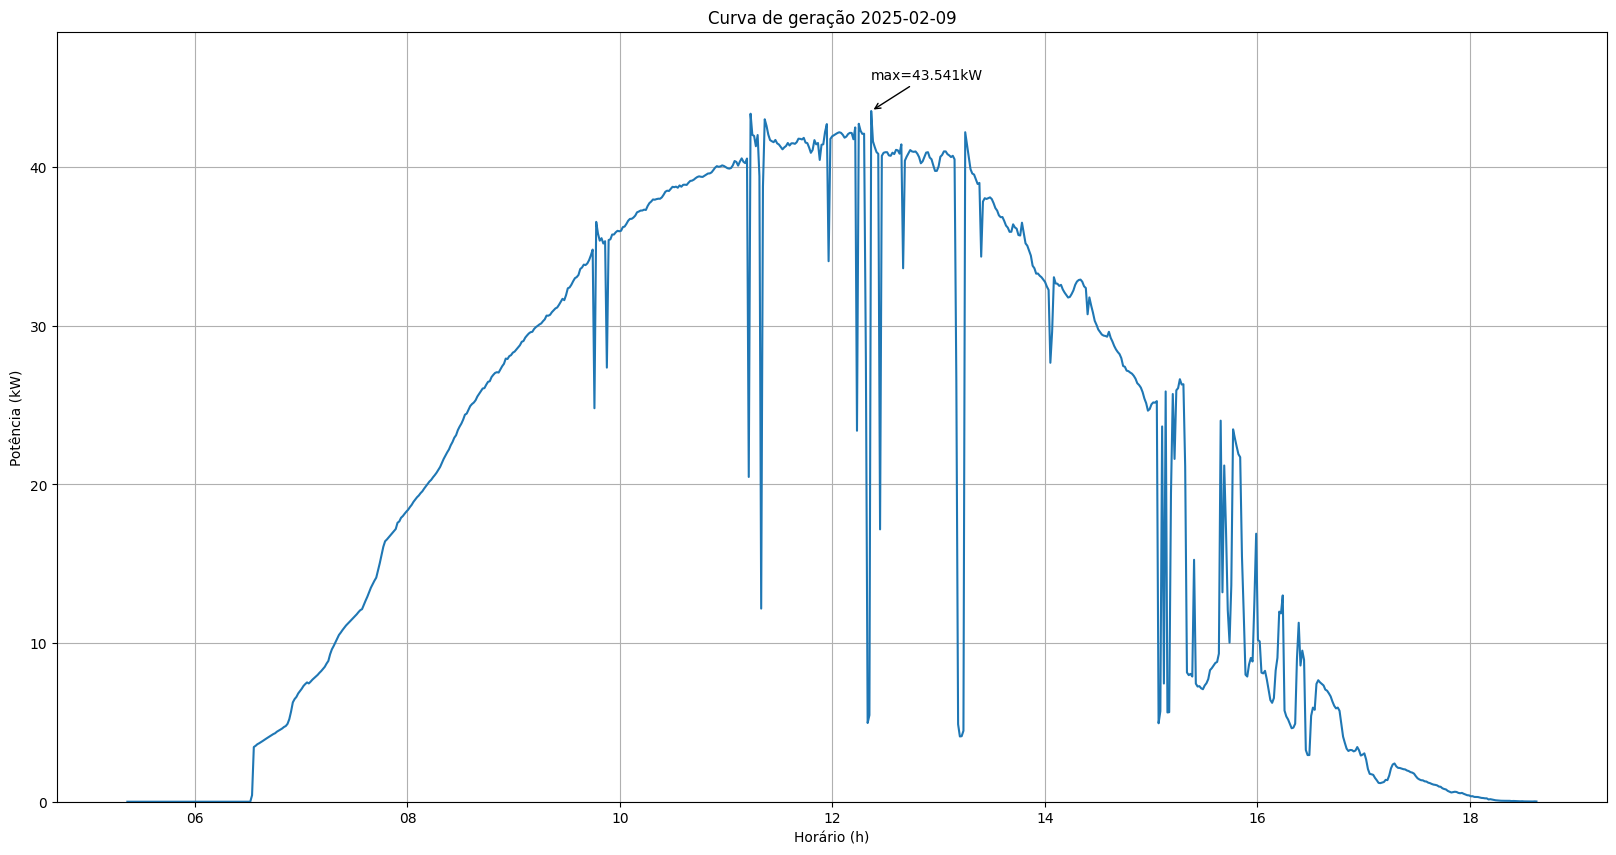 Curva de geração 2025-02-09
max=43.541kW
Potência (kW)
40
30
20
10
0
06 08 10 12 14 16 18
Horário (h)